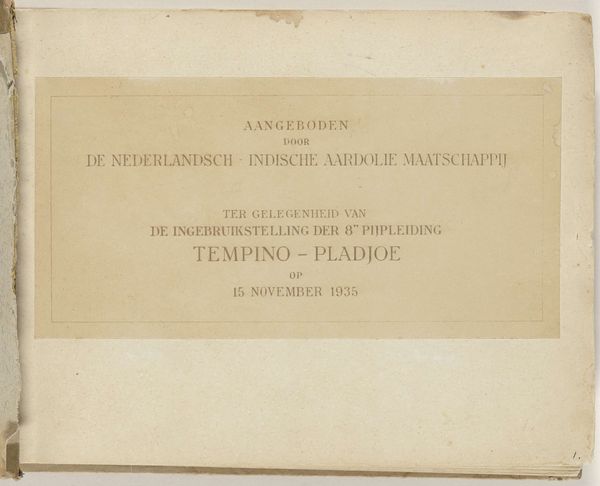 AANGEBODEN
DOOR
DE NEDERLANDSCH - INDISCHE AARDOLIE MAATSCHAPPIJ
TER GELEGENHEID VAN
DE INGEBRUIKSTELLING DER 8" PIJPLEIDING
TEMPINO – PLADJOE
OP
15 NOVEMBER 1935
1.